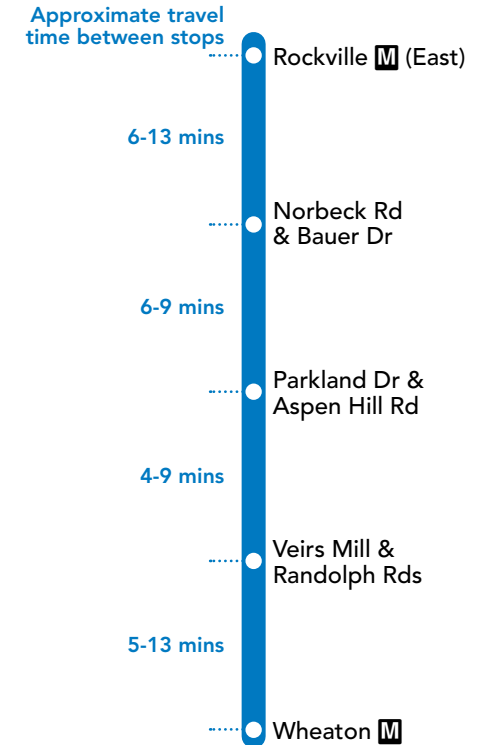 Approximate travel
time between stops
Rockville M (East)
6-13 mins
Norbeck Rd
& Bauer Dr
6-9 mins
Parkland Dr &
Aspen Hill Rd
4-9 mins
Veirs Mill &
Randolph Rds
5-13 mins
Wheaton M